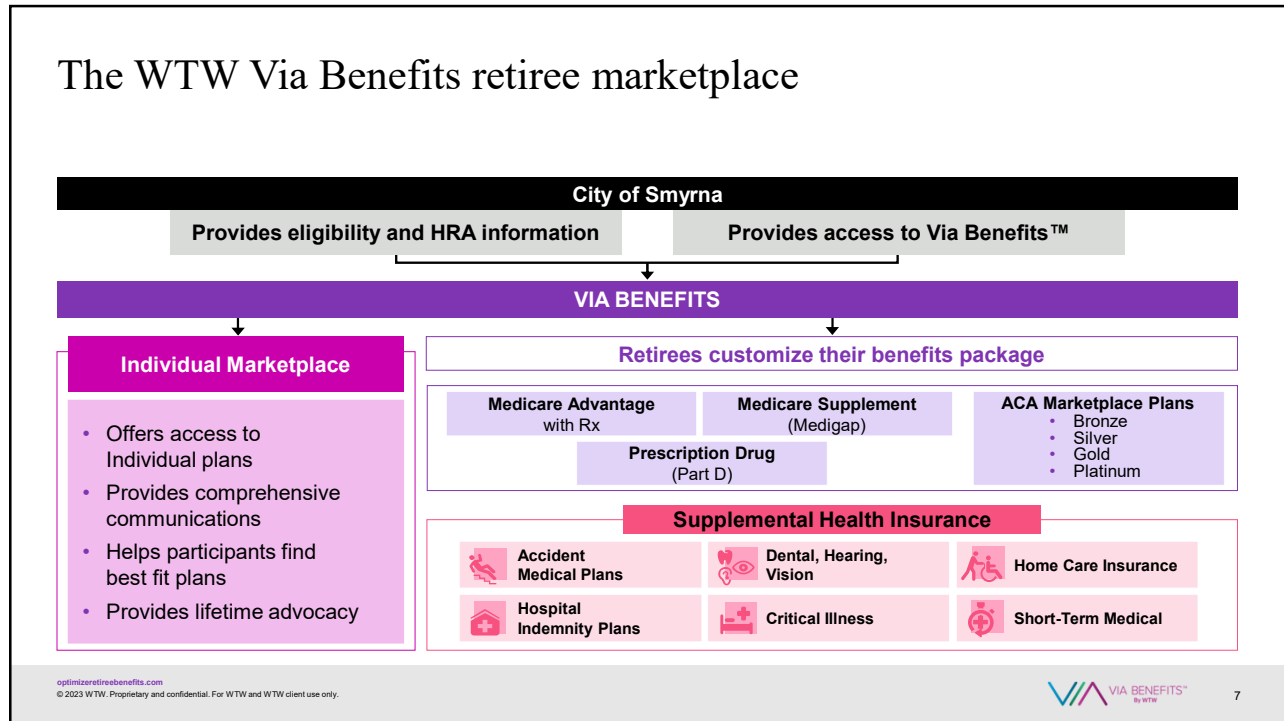 The WTW Via Benefits retiree marketplace
City of Smyrna
Provides eligibility and HRA information
Provides access to Via Benefits™
VIA BENEFITS
Individual Marketplace
• Offers access to
Individual plans
• Provides comprehensive
communications
• Helps participants find
best fit plans
• Provides lifetime advocacy
Retirees customize their benefits package
Medicare Advantage
with Rx
Medicare Supplement
(Medigap)
Prescription Drug
(Part D)
ACA Marketplace Plans
• Bronze
• Silver
• Gold
• Platinum
Supplemental Health Insurance
Accident
Medical Plans
Dental, Hearing,
Vision
Home Care Insurance
Hospital
Indemnity Plans
Critical Illness
Short-Term Medical
optimizeretireebenefits.com
© 2023 WTW. Proprietary and confidential. For WTW and WTW client use only.
VIA BENEFITS™
By WTW
7